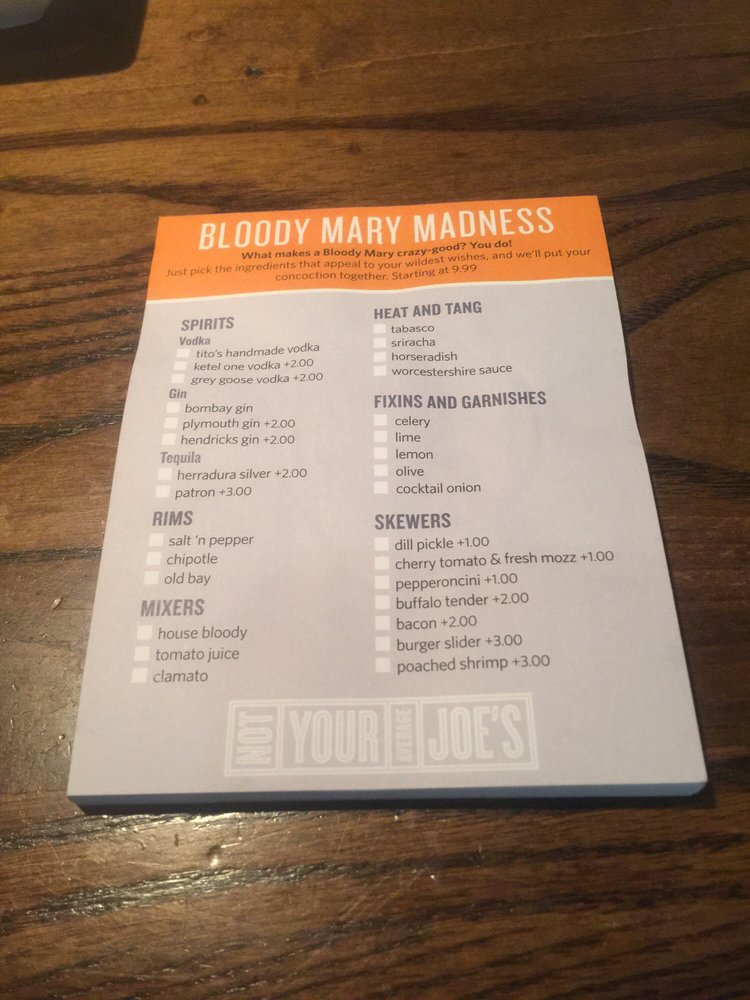 BLOODY MARY MADNESS
What makes a Bloody Mary crazy-good? You do!
Just pick the ingredients that appeal to your wildest wishes, and we'll put your
concoction together. Starting at 9.99
SPIRITS
Vodka
tito's handmade vodka
ketel one vodka +2.00
grey goose vodka +2.00
Gin
bombay gin
plymouth gin +2.00
hendricks gin +2.00
Tequila
herradura silver +2.00
patron +3.00
RIMS
salt 'n pepper
chipotle
old bay
MIXERS
house bloody
tomato juice
clamato
HEAT AND TANG
tabasco
sriracha
horseradish
worcestershire sauce
FIXINS AND GARNISHES
celery
lime
lemon
olive
cocktail onion
SKEWERS
dill pickle +1.00
cherry tomato & fresh mozz +1.00
pepperoncini +1.00
buffalo tender +2.00
bacon +2.00
burger slider +3.00
poached shrimp +3.00
NOT YOUR AVERAGE JOE'S